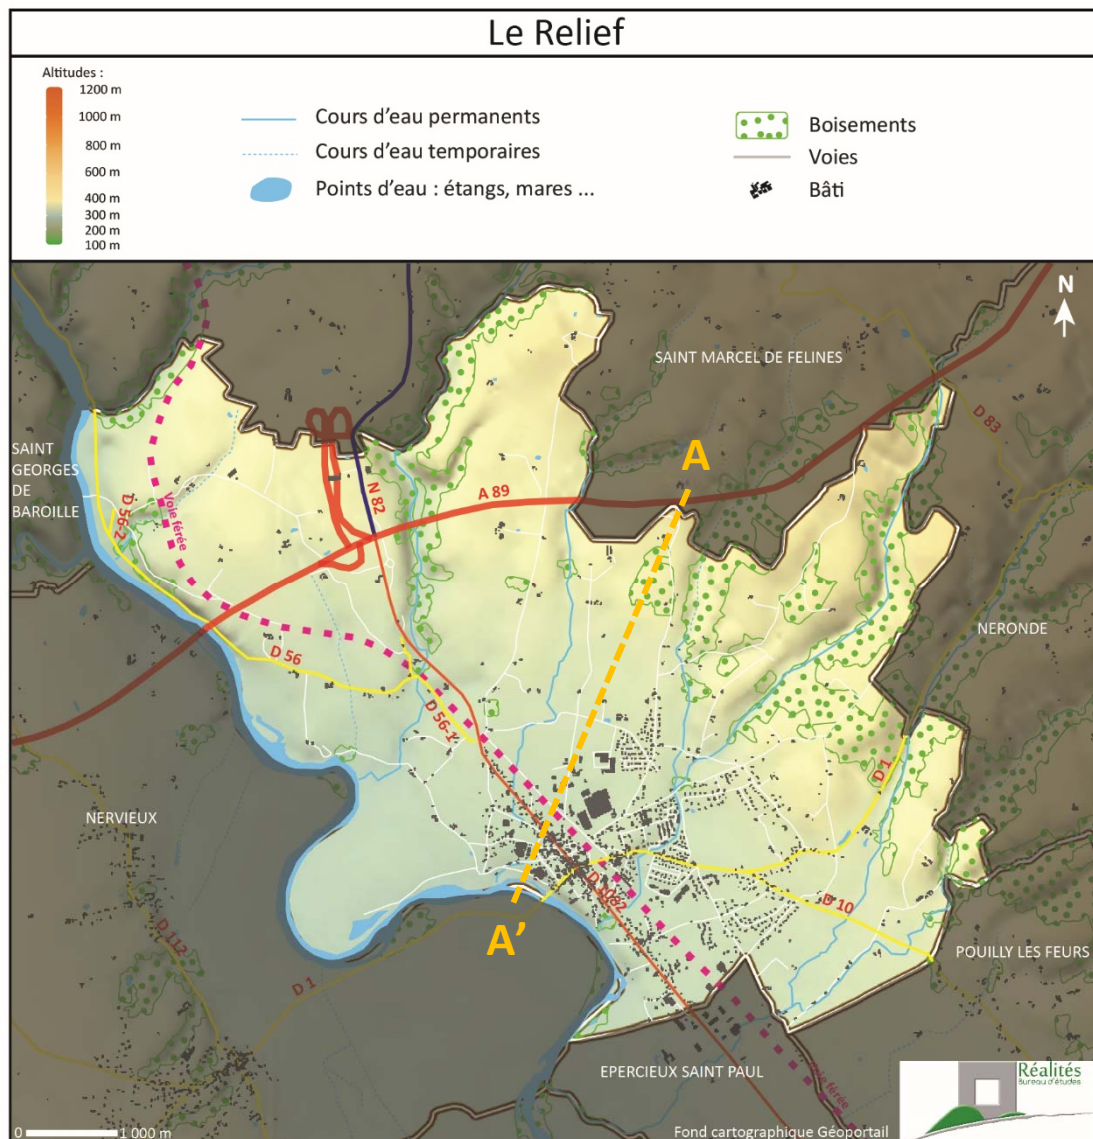 Le Relief
Altitudes :
1200 m
1000 m
800 m
600 m
400 m
300 m
200 m
100 m
Cours d'eau permanents
Cours d'eau temporaires
Points d'eau : étangs, mares ...
Boisements
Voies
Bâti
N
SAINT MARCEL DE FELINES
D 83
A
SAINT
GEORGES
DE
BAROILLE
D 56-2
Voie férée
N 82
A 89
NERONDE
D 56
D 56-1
D 1
NERVIEUX
D 1082
D 10
A'
D 112
D 1
POUILLY LES FEURS
EPERCIEUX SAINT PAUL
Voie férée
Réalités
Bureau d'études
0 1 000 m
Fond cartographique Géoportail